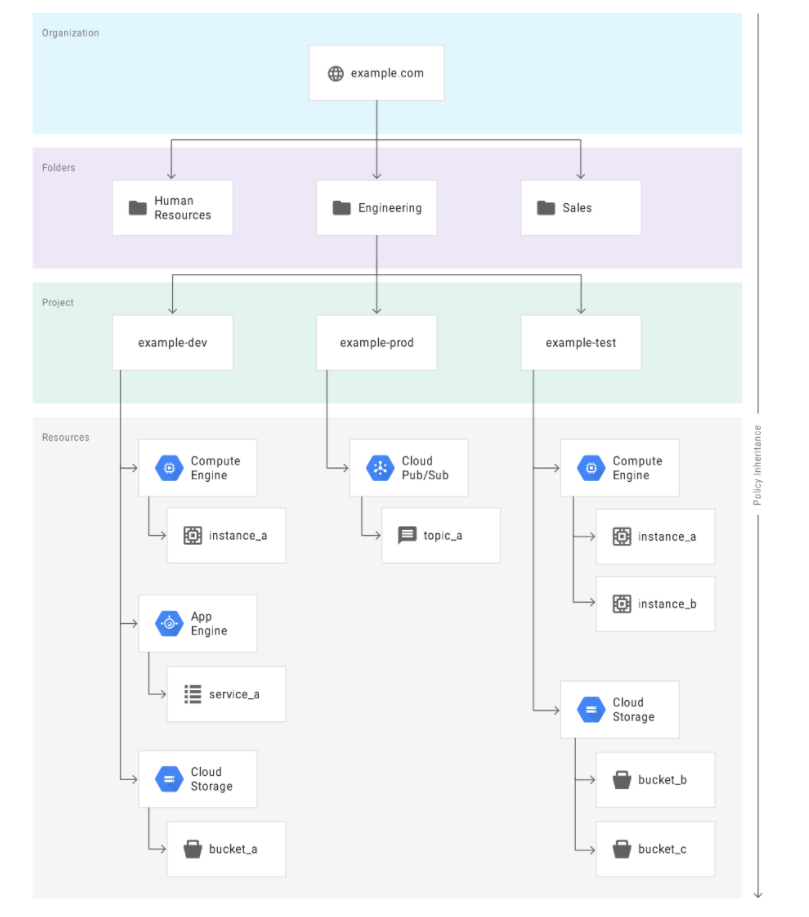 Organization
example.com
Folders
Human
Resources
Engineering
Sales
Project
example-dev
example-prod
example-test
Resources
Compute
Engine
instance_a
App
Engine
service_a
Cloud
Storage
bucket_a
Cloud
Pub/Sub
topic_a
Compute
Engine
instance_a
instance_b
Cloud
Storage
bucket_b
bucket_c
Policy Inheritance